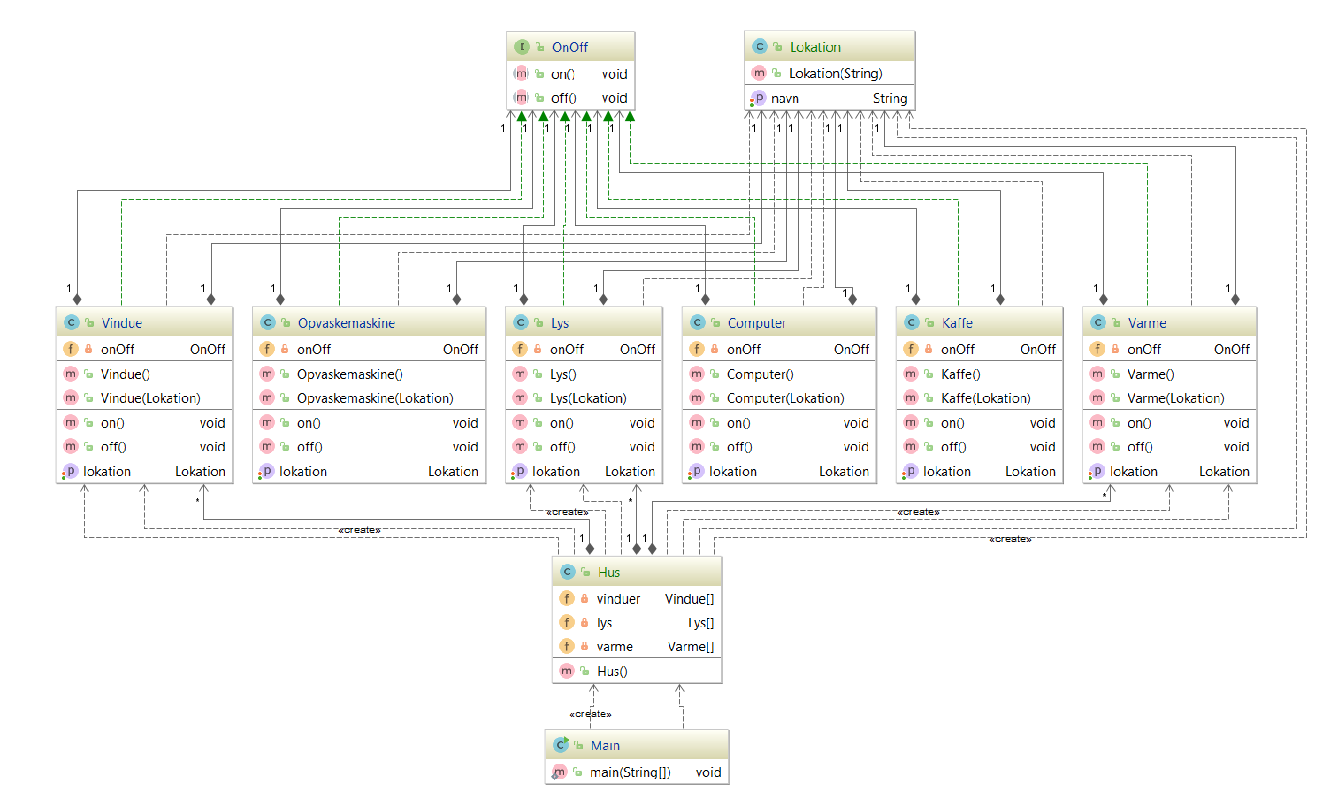 OnOff
on() void
off() void
Lokation
Lokation(String)
navn String
1 1 1 1 1 1
1 1 1 1 1 1
1 1 1 1 1 1 1 1 1 1 1 1
Vindue
onOff OnOff
Vindue()
Vindue(Lokation)
on() void
off() void
lokation Lokation
Opvaskemaskine
onOff OnOff
Opvaskemaskine()
Opvaskemaskine(Lokation)
on() void
off() void
lokation Lokation
Lys
onOff OnOff
Lys()
Lys(Lokation)
on() void
off() void
lokation Lokation
Computer
onOff OnOff
Computer()
Computer(Lokation)
on() void
off() void
lokation Lokation
Kaffe
onOff OnOff
Kaffe()
Kaffe(Lokation)
on() void
off() void
lokation Lokation
Varme
onOff OnOff
Varme()
Varme(Lokation)
on() void
off() void
lokation Lokation
* * *
«create» «create» «create» «create»
1 1 1
Hus
vinduer Vindue[]
lys Lys[]
varme Varme[]
Hus()
«create»
Main
main(String[]) void